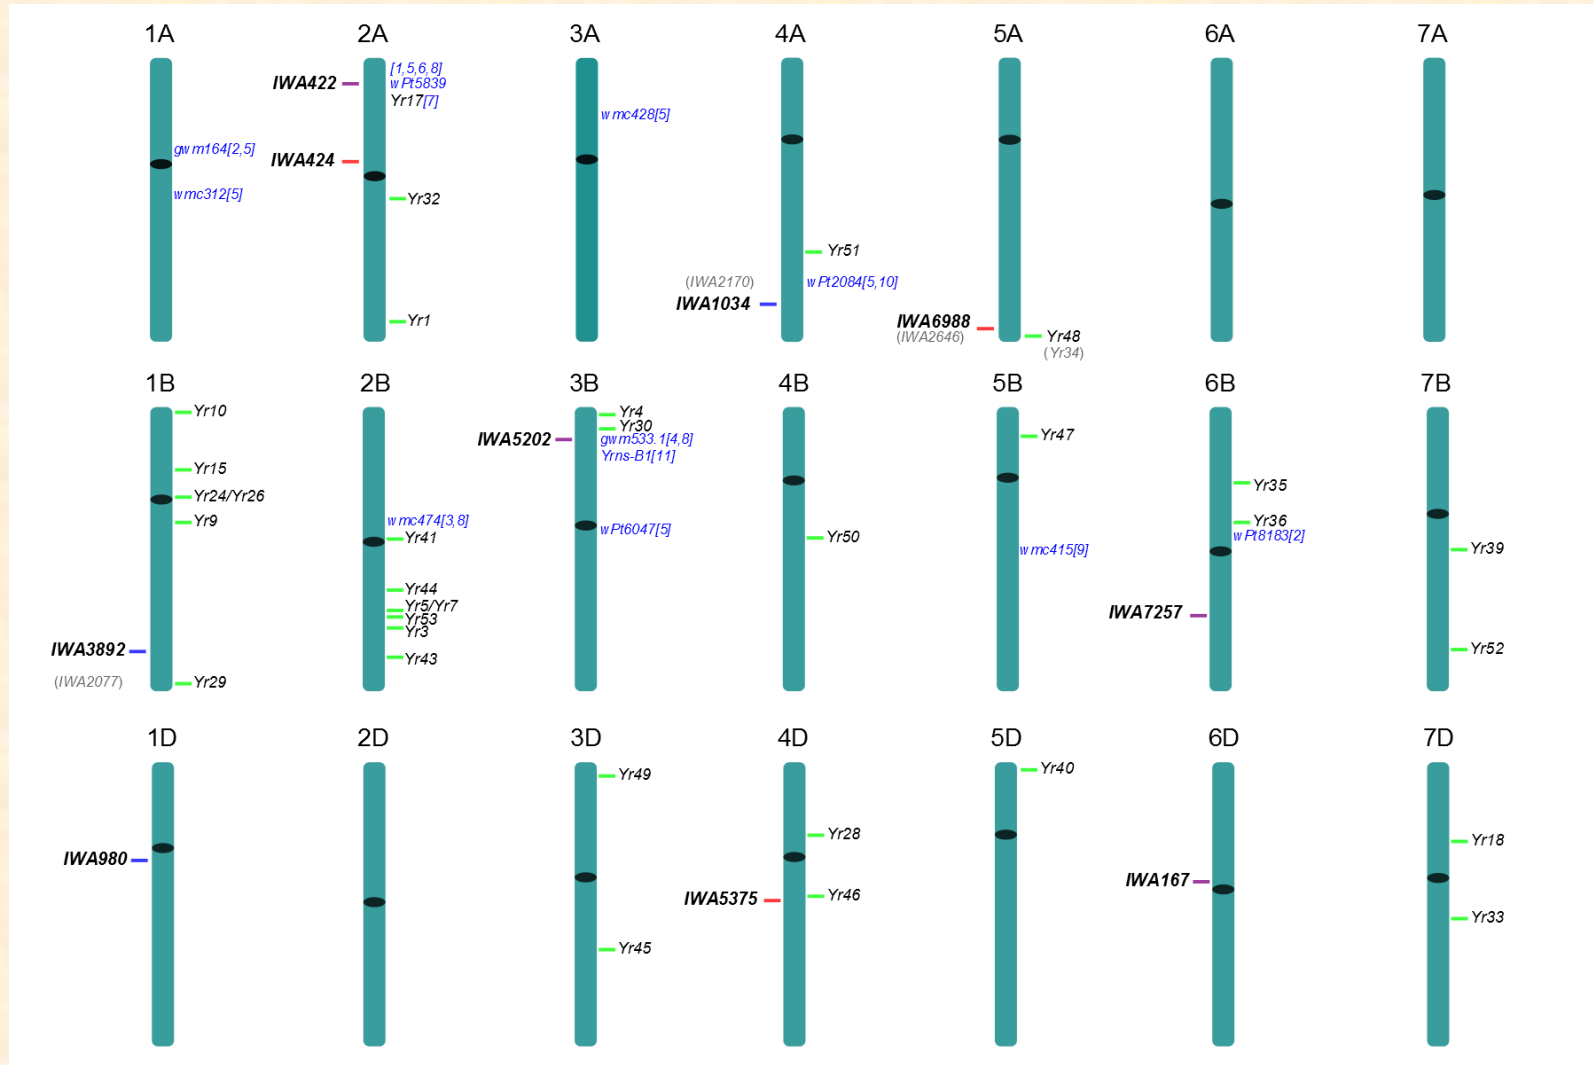 1A
2A
3A
4A
5A
6A
7A
gwm164[2,5]
wmc312[5]
IWA422
[1,5,6,8]
wPt5839
Yr17[7]
IWA424
Yr32
Yr1
wmc428[5]
Yr51
(IWA2170)
wPt2084[5,10]
IWA1034
IWA6988
(IWA2646)
Yr48
(Yr34)
1B
2B
3B
4B
5B
6B
7B
Yr10
Yr15
Yr24/Yr26
Yr9
IWA3892
(IWA2077)
Yr29
wmc474[3,8]
Yr41
Yr44
Yr5/Yr7
Yr53
Yr3
Yr43
Yr4
Yr30
IWA5202
gwm533.1[4,8]
Yrns-B1[11]
wPt6047[5]
Yr50
Yr47
wmc415[9]
Yr35
Yr36
wPt8183[2]
IWA7257
Yr39
Yr52
1D
2D
3D
4D
5D
6D
7D
IWA980
Yr49
Yr45
Yr28
IWA5375
Yr46
Yr40
IWA167
Yr18
Yr33